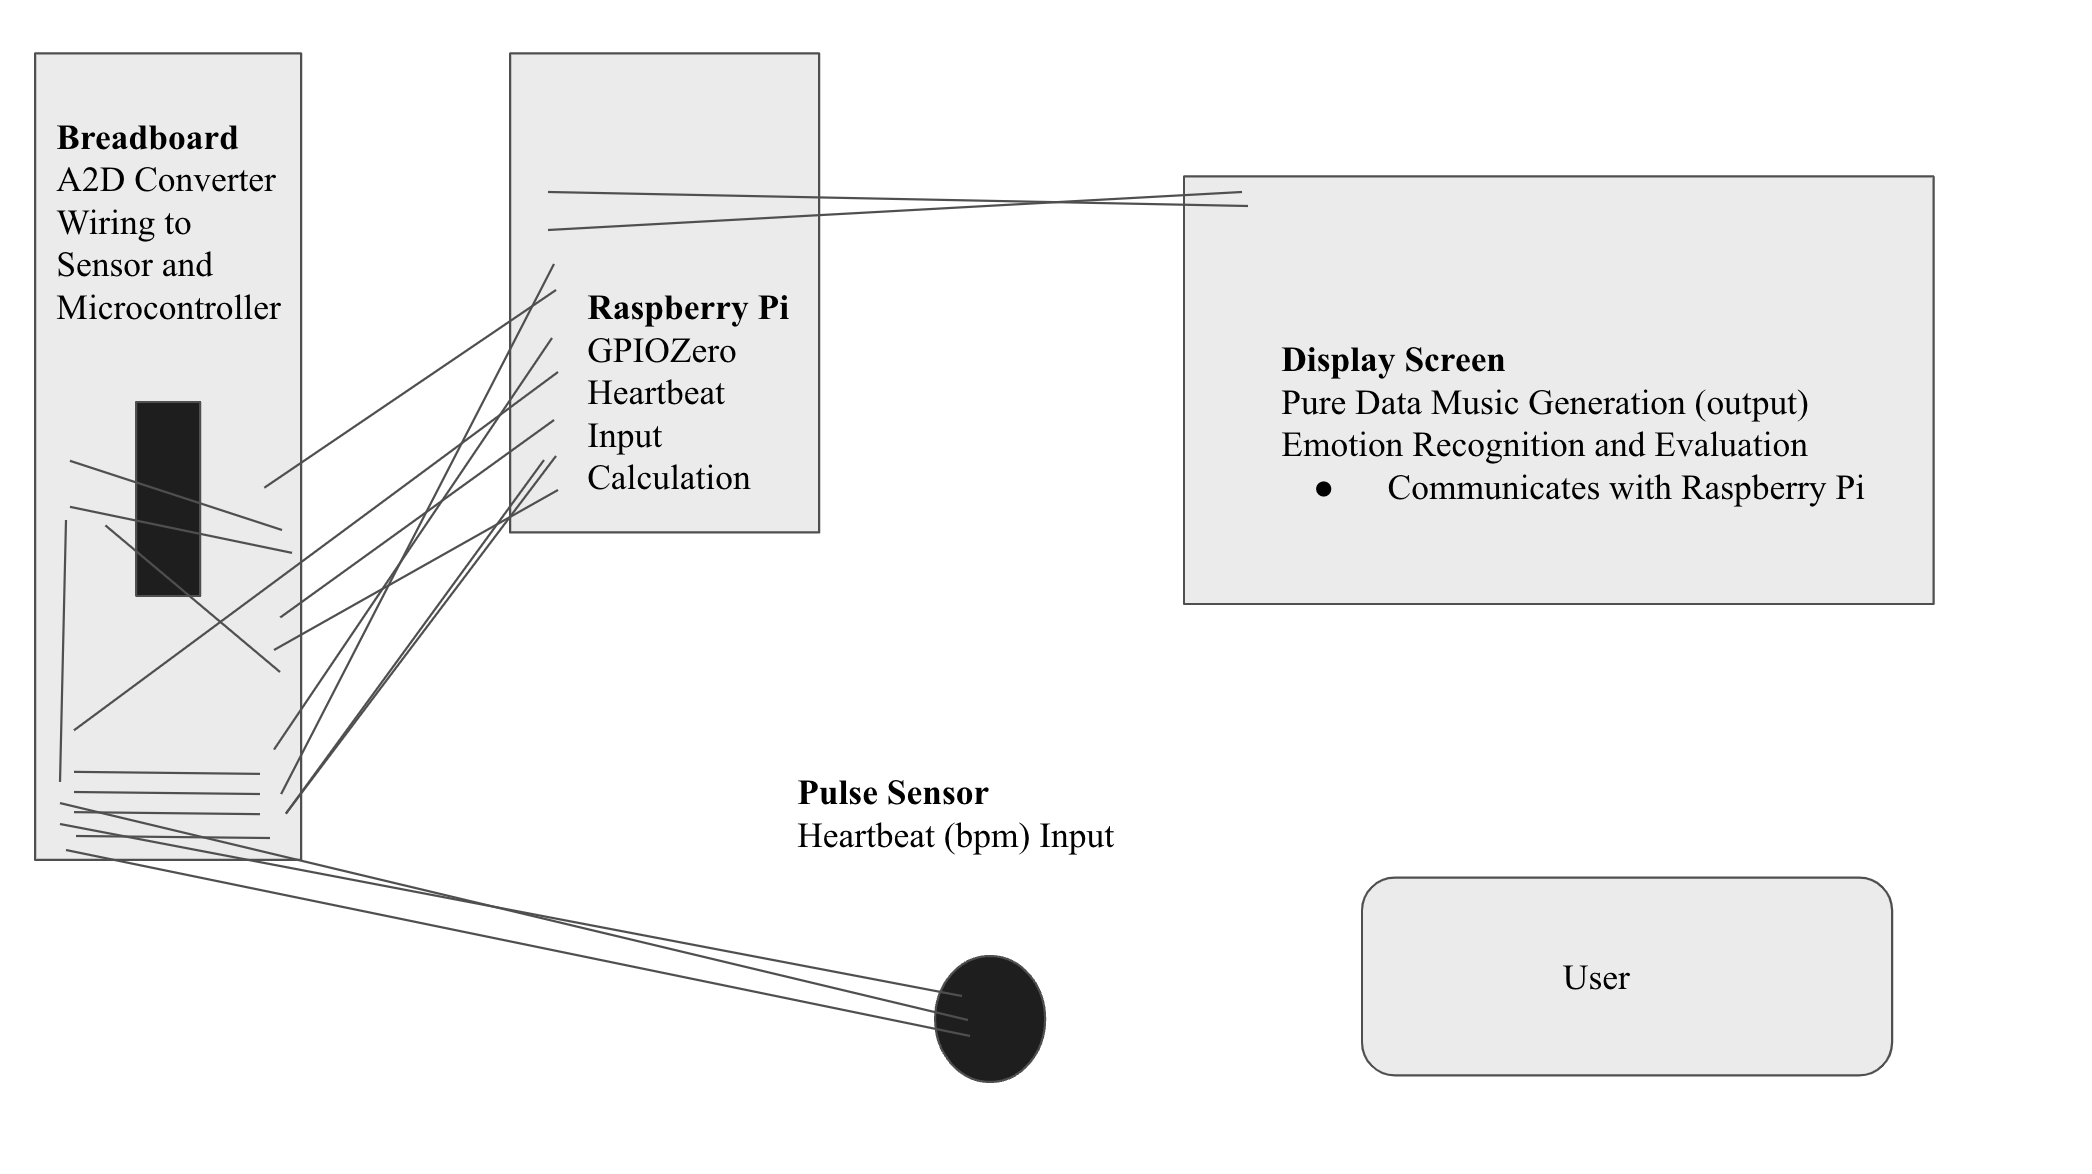 Breadboard
A2D Converter
Wiring to
Sensor and
Microcontroller
Raspberry Pi
GPIOZero
Heartbeat
Input
Calculation
Display Screen
Pure Data Music Generation (output)
Emotion Recognition and Evaluation
● Communicates with Raspberry Pi
Pulse Sensor
Heartbeat (bpm) Input
User